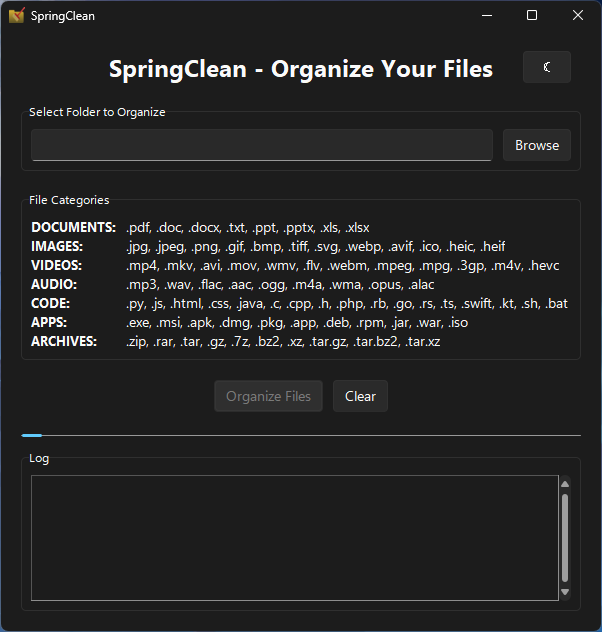 SpringClean
SpringClean - Organize Your Files
Select Folder to Organize
Browse
File Categories
DOCUMENTS: .pdf, .doc, .docx, .txt, .ppt, .pptx, .xls, .xlsx
IMAGES: .jpg, .jpeg, .png, .gif, .bmp, .tiff, .svg, .webp, .avif, .ico, .heic, .heif
VIDEOS: .mp4, .mkv, .avi, .mov, .wmv, .flv, .webm, .mpeg, .mpg, .3gp, .m4v, .hevc
AUDIO: .mp3, .wav, .flac, .aac, .ogg, .m4a, .wma, .opus, .alac
CODE: .py, .js, .html, .css, .java, .c, .cpp, .h, .php, .rb, .go, .rs, .ts, .swift, .kt, .sh, .bat
APPS: .exe, .msi, .apk, .dmg, .pkg, .app, .deb, .rpm, .jar, .war, .iso
ARCHIVES: .zip, .rar, .tar, .gz, .7z, .bz2, .xz, .tar.gz, .tar.bz2, .tar.xz
Organize Files Clear
Log